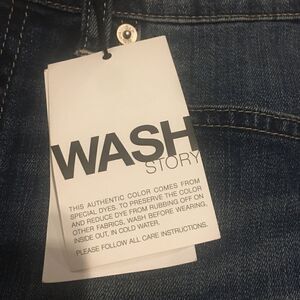 WASH
STORY
THIS AUTHENTIC COLOR COMES FROM
SPECIAL DYES. TO PRESERVE THE COLOR
AND REDUCE DYE FROM RUBBING OFF ON
OTHER FABRICS, WASH BEFORE WEARING,
INSIDE OUT, IN COLD WATER.
PLEASE FOLLOW ALL CARE INSTRUCTIONS.